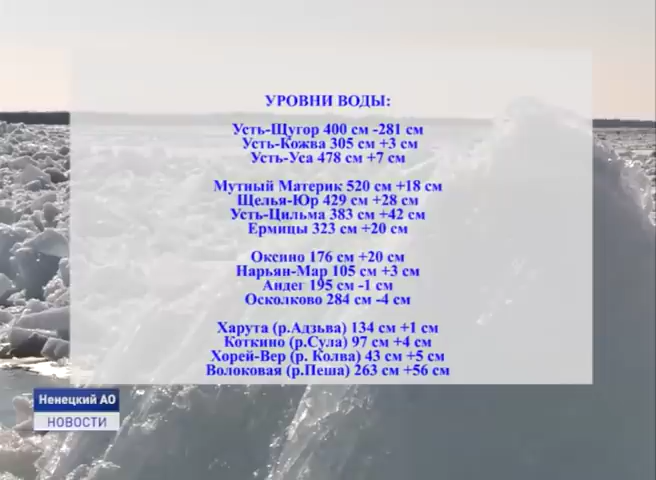 УРОВНИ ВОДЫ:
Усть-Щугор 400 см -281 см
Усть-Кожва 305 см +3 см
Усть-Уса 478 см +7 см
Мутный Материк 520 см +18 см
Щелья-Юр 429 см +28 см
Усть-Цильма 383 см +42 см
Ермицы 323 см +20 см
Оксино 176 см +20 см
Нарьян-Мар 105 см +3 см
Андег 195 см -1 см
Осколково 284 см -4 см
Харута (р.Адзьва) 134 см +1 см
Коткино (р.Сула) 97 см +4 см
Хорей-Вер (р. Колва) 43 см +5 см
Волоковая (р.Пеша) 263 см +56 см
Ненецкий АО
НОВОСТИ